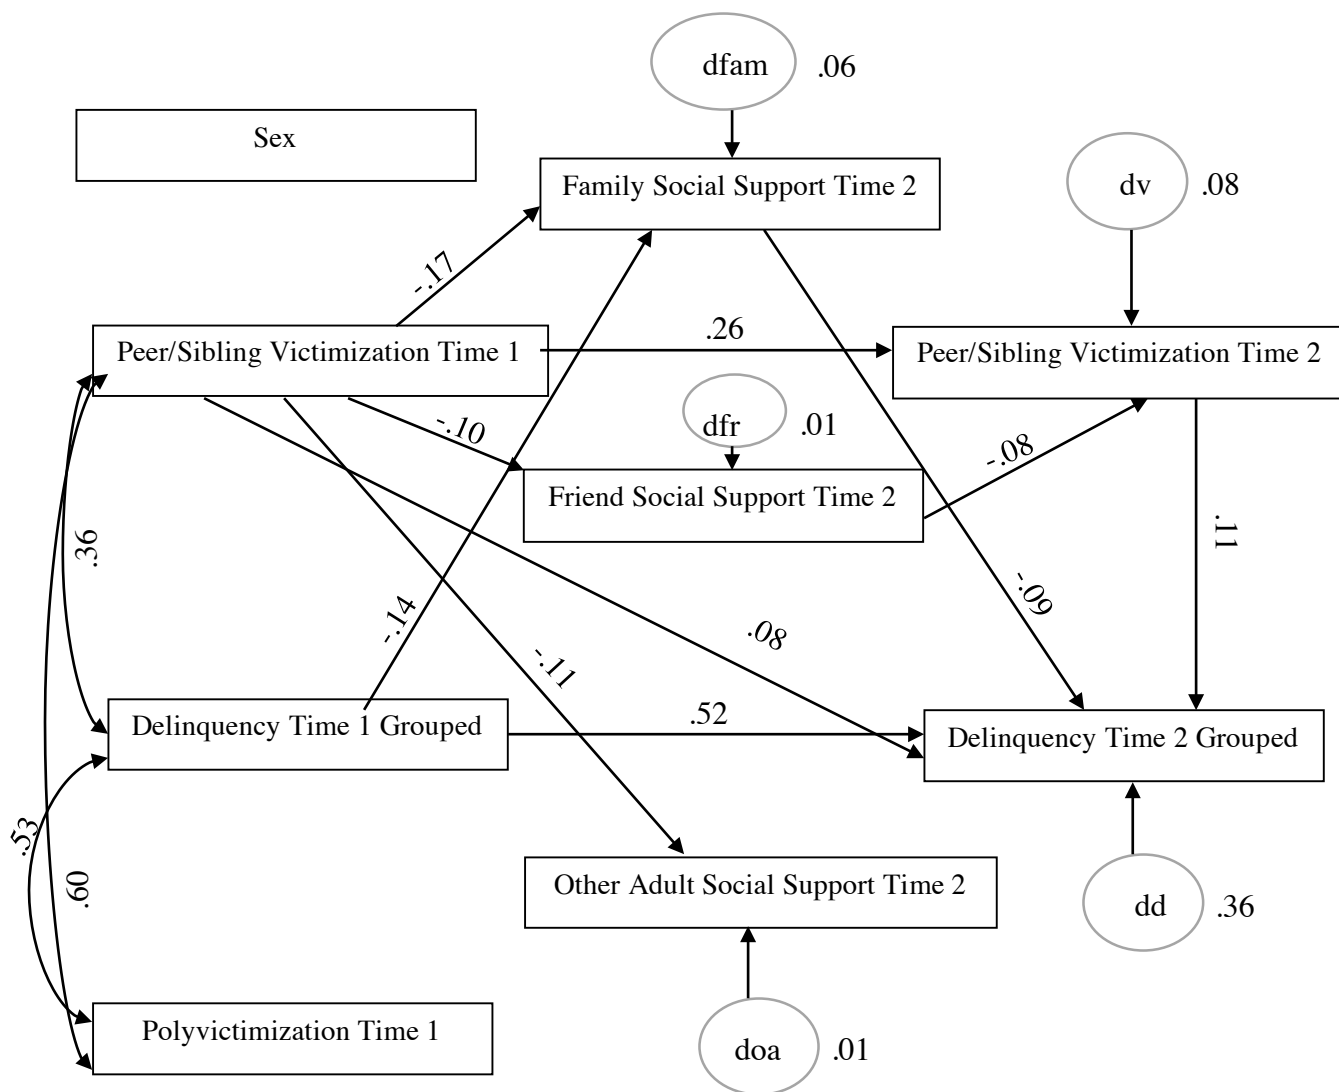 dfam
.06
Sex
Family Social Support Time 2
dv
.08
-.17
Peer/Sibling Victimization Time 1
.26
Peer/Sibling Victimization Time 2
dfr
.01
-.10
-.08
Friend Social Support Time 2
.36
.11
-.14
-.09
.08
-.11
Delinquency Time 1 Grouped
.52
Delinquency Time 2 Grouped
.53
.60
Other Adult Social Support Time 2
dd
.36
Polyvictimization Time 1
doa
.01